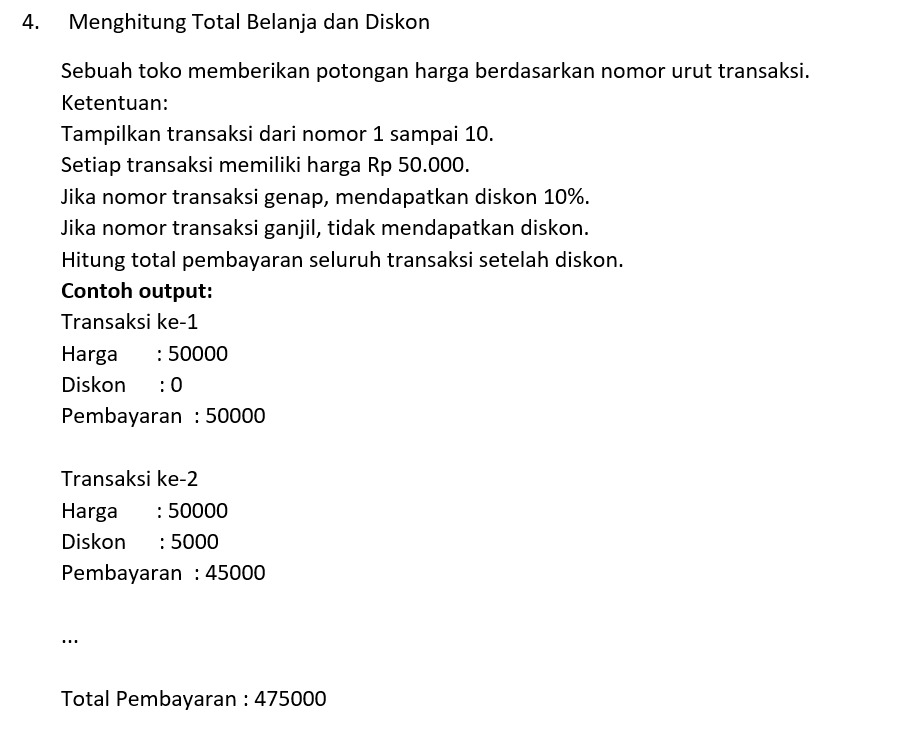 4. Menghitung Total Belanja dan Diskon
Sebuah toko memberikan potongan harga berdasarkan nomor urut transaksi.
Ketentuan:
Tampilkan transaksi dari nomor 1 sampai 10.
Setiap transaksi memiliki harga Rp 50.000.
Jika nomor transaksi genap, mendapatkan diskon 10%.
Jika nomor transaksi ganjil, tidak mendapatkan diskon.
Hitung total pembayaran seluruh transaksi setelah diskon.
Contoh output:
Transaksi ke-1
Harga : 50000
Diskon : 0
Pembayaran : 50000
Transaksi ke-2
Harga : 50000
Diskon : 5000
Pembayaran : 45000
...
Total Pembayaran : 475000